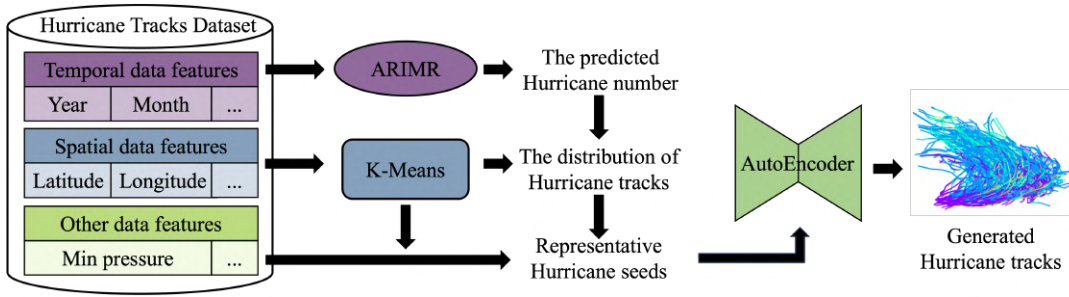 Hurricane Tracks Dataset
Temporal data features
Year Month ...
Spatial data features
Latitude Longitude ...
Other data features
Min pressure ...
ARIMR
K-Means
The predicted
Hurricane number
The distribution of
Hurricane tracks
Representative
Hurricane seeds
AutoEncoder
Generated
Hurricane tracks